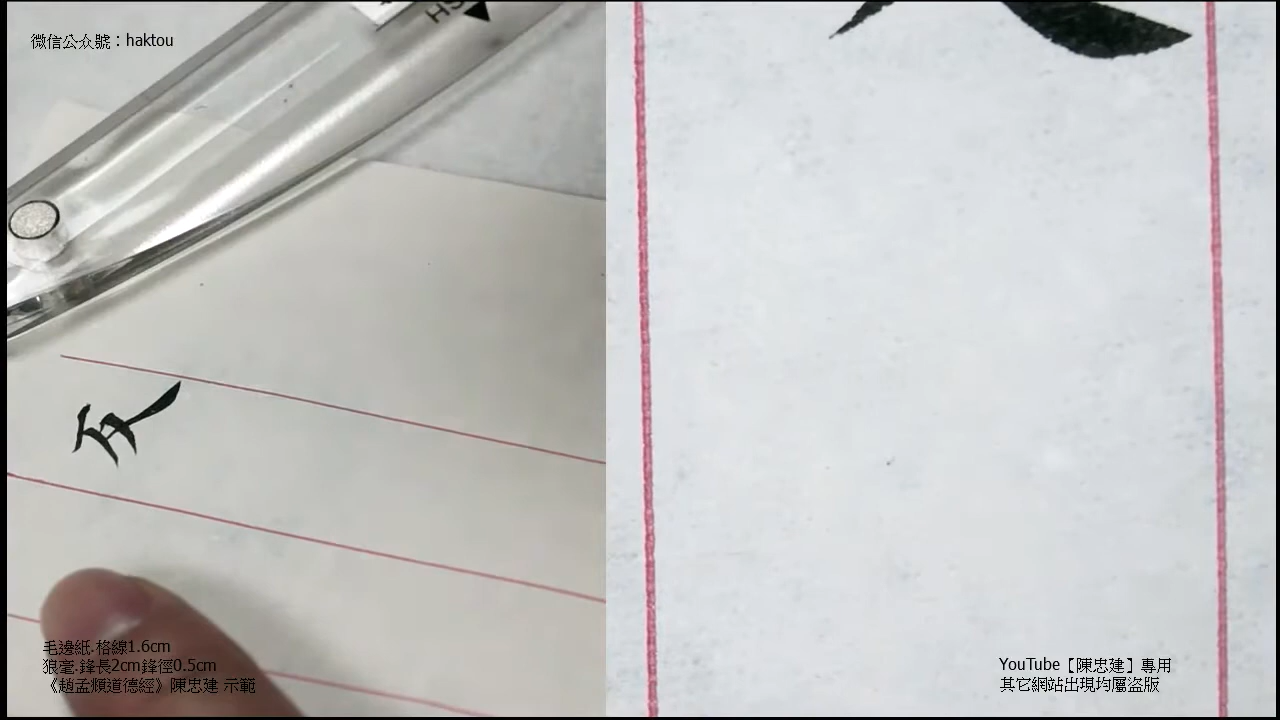 微信公众號：haktou
毛邊紙.格線1.6cm
狼毫.鋒長2cm鋒徑0.5cm
《趙孟頫道德經》陳忠建 示範
YouTube［陳忠建］專用
其它網站出現均屬盜版